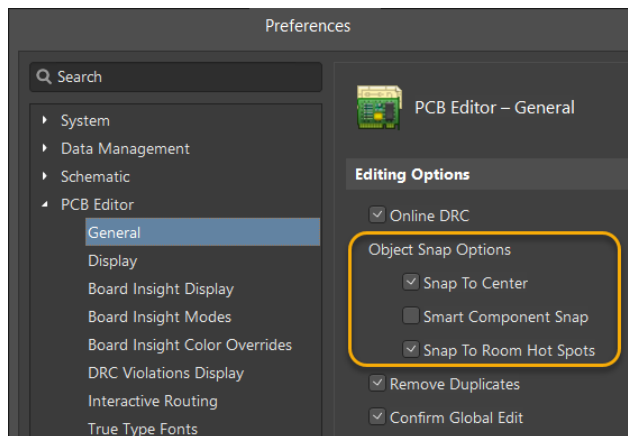 Preferences
Search
System
Data Management
Schematic
PCB Editor
General
Display
Board Insight Display
Board Insight Modes
Board Insight Color Overrides
DRC Violations Display
Interactive Routing
True Type Fonts
PCB Editor – General
Editing Options
Online DRC
Object Snap Options
Snap To Center
Smart Component Snap
Snap To Room Hot Spots
Remove Duplicates
Confirm Global Edit